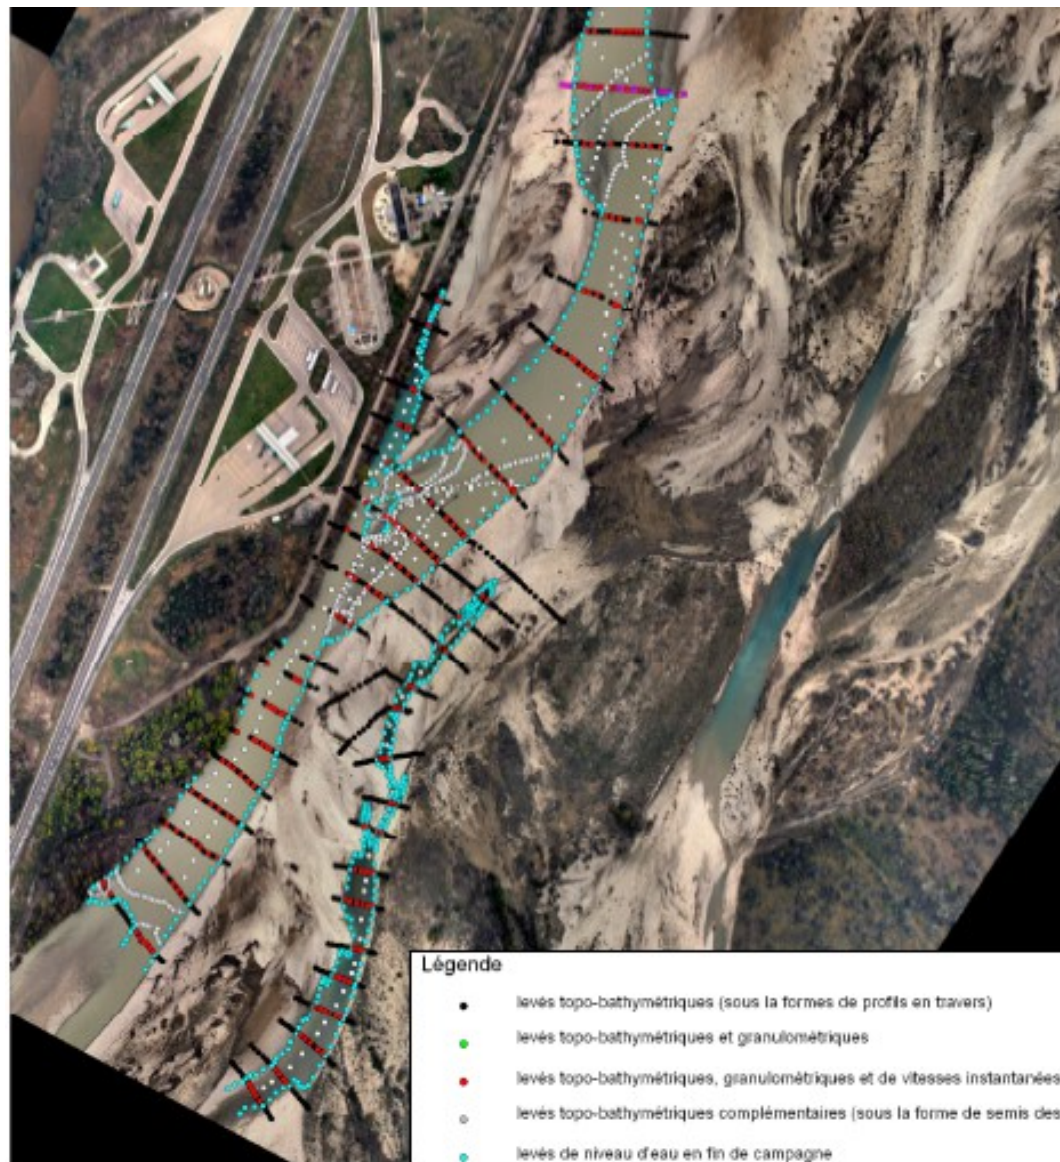 Légende
levés topo-bathymétriques (sous la formes de profils en travers)
levés topo-bathymétriques et granulométriques
levés topo-bathymétriques, granulométriques et de vitesses instantanées
levés topo-bathymétriques complémentaires (sous la forme de semis des
levés de niveau d'eau en fin de campagne